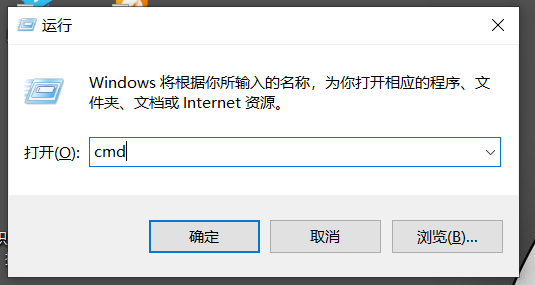 运行
Windows 将根据你所输入的名称，为你打开相应的程序、文
件夹、文档或 Internet 资源。
打开(O): cmd
确定 取消 浏览(B)...